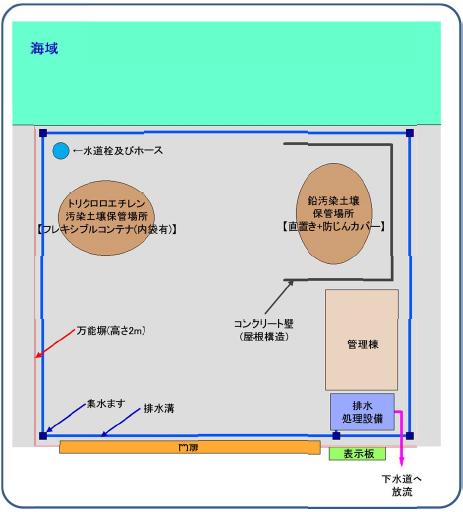 海域
←水道栓及びホース
トリクロロエチレン
汚染土壌保管場所
【フレキシブルコンテナ(内袋有)】
鉛汚染土壌
保管場所
【直置き+防じんカバー】
コンクリート壁
(屋根構造)
万能塀(高さ2m)
管理棟
集水ます
排水溝
排水
処理設備
門扉
表示板
下水道へ
放流